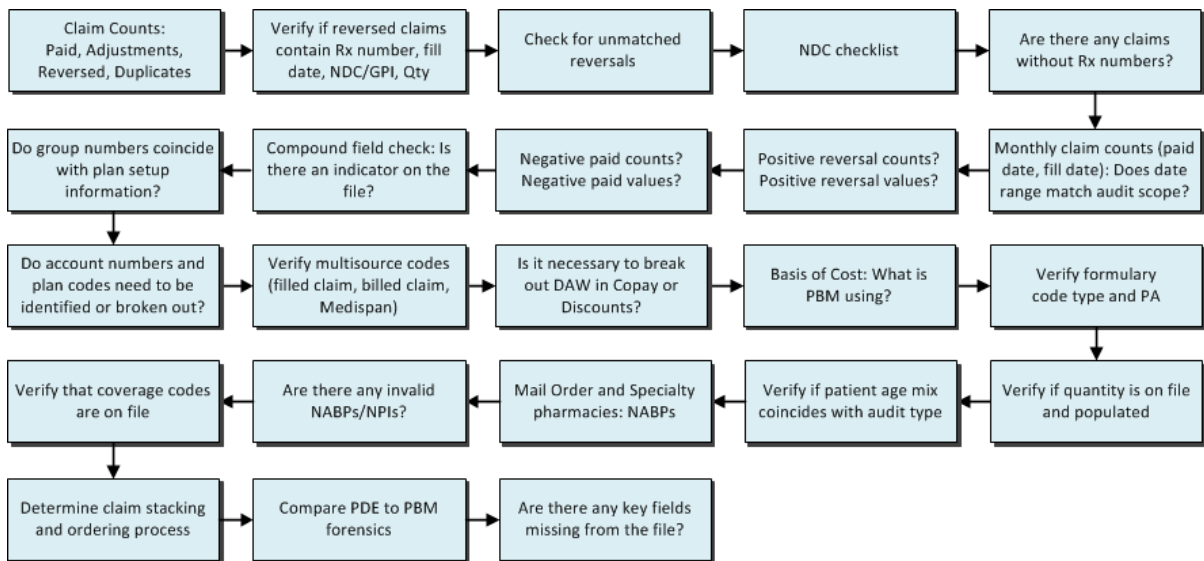 Claim Counts:
Paid, Adjustments,
Reversed, Duplicates
Verify if reversed claims
contain Rx number, fill
date, NDC/GPI, Qty
Check for unmatched
reversals
NDC checklist
Are there any claims
without Rx numbers?
Monthly claim counts (paid
date, fill date): Does date
range match audit scope?
Positive reversal counts?
Positive reversal values?
Negative paid counts?
Negative paid values?
Compound field check: Is
there an indicator on the
file?
Do group numbers coincide
with plan setup
information?
Do account numbers and
plan codes need to be
identified or broken out?
Verify multisource codes
(filled claim, billed claim,
Medispan)
Is it necessary to break
out DAW in Copay or
Discounts?
Basis of Cost: What is
PBM using?
Verify formulary
code type and PA
Verify if quantity is on file
and populated
Verify if patient age mix
coincides with audit type
Mail Order and Specialty
pharmacies: NABPs
Are there any invalid
NABPs/NPIs?
Verify that coverage codes
are on file
Determine claim stacking
and ordering process
Compare PDE to PBM
forensics
Are there any key fields
missing from the file?